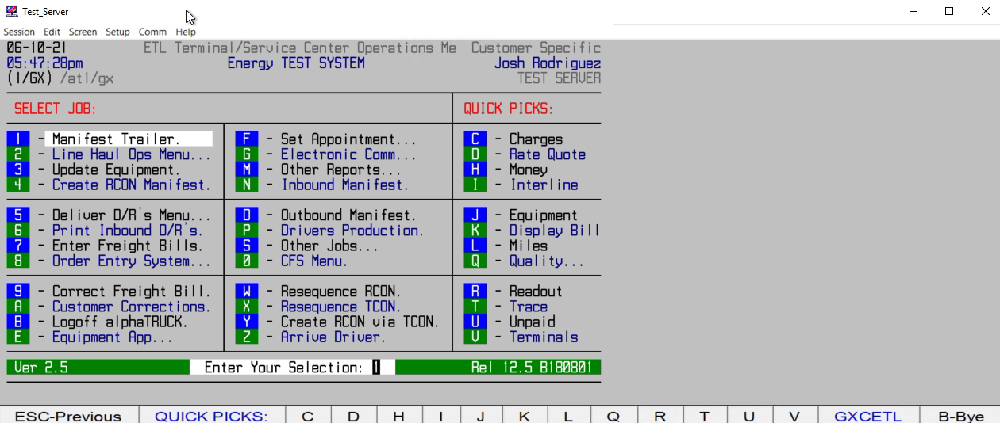 Test_Server
Session Edit Screen Setup Comm Help
06-10-21 ETL Terminal/Service Center Operations Me Customer Specific
05:47:28pm Energy TEST SYSTEM Josh Rodriguez
(1/GX) /at1/gx TEST SERVER
SELECT JOB: QUICK PICKS:
1 - Manifest Trailer. F - Set Appointment... C - Charges
2 - Line Haul Ops Menu... G - Electronic Comm... D - Rate Quote
3 - Update Equipment. M - Other Reports... H - Money
4 - Create RCON Manifest. N - Inbound Manifest. I - Interline
5 - Deliver D/R's Menu... O - Outbound Manifest. J - Equipment
6 - Print Inbound D/R's. P - Drivers Production. K - Display Bill
7 - Enter Freight Bills. S - Other Jobs... L - Miles
8 - Order Entry System... 0 - CFS Menu. Q - Quality...
9 - Correct Freight Bill. W - Resequence RCON. R - Readout
A - Customer Corrections. X - Resequence TCON. T - Trace
B - Logoff alphaTRUCK. Y - Create RCON via TCON. U - Unpaid
E - Equipment App... Z - Arrive Driver. V - Terminals
Ver 2.5 Enter Your Selection: 1 Rel 12.5 B180801
ESC-Previous QUICK PICKS: C D H I J K L Q R T U V GXCETL B-Bye